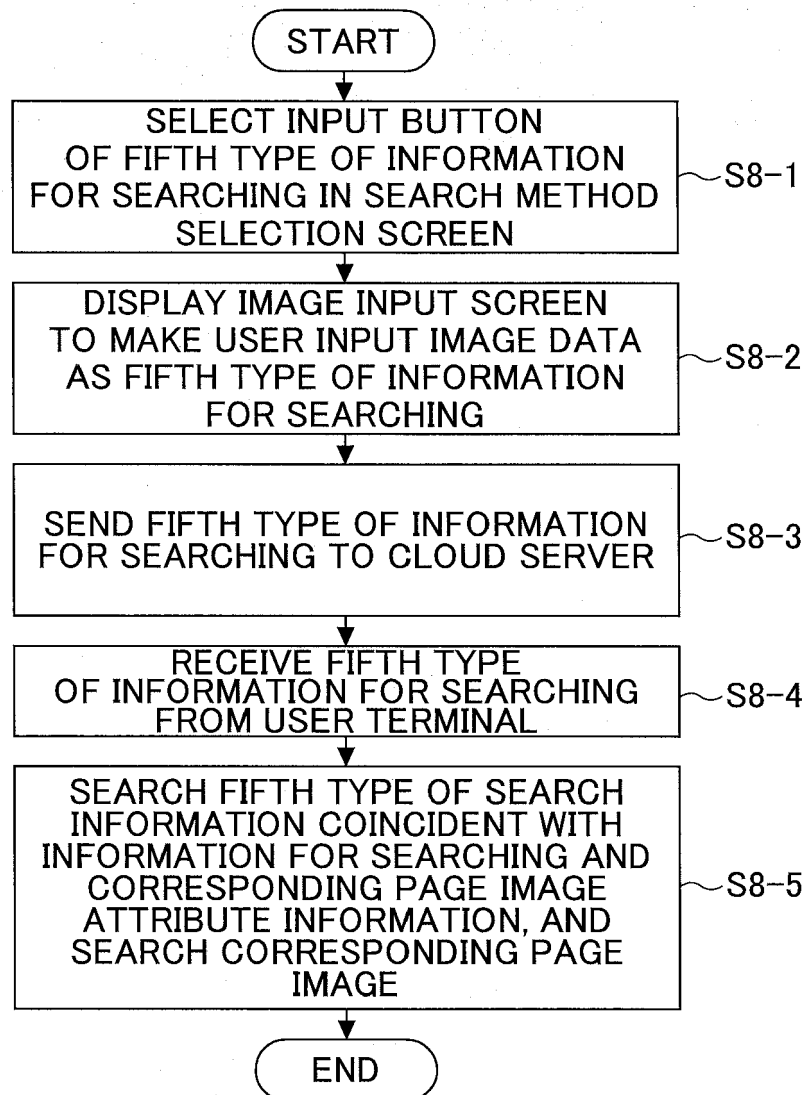 START
SELECT INPUT BUTTON
OF FIFTH TYPE OF INFORMATION
FOR SEARCHING IN SEARCH METHOD
SELECTION SCREEN
S8-1
DISPLAY IMAGE INPUT SCREEN
TO MAKE USER INPUT IMAGE DATA
AS FIFTH TYPE OF INFORMATION
FOR SEARCHING
S8-2
SEND FIFTH TYPE OF INFORMATION
FOR SEARCHING TO CLOUD SERVER
S8-3
RECEIVE FIFTH TYPE
OF INFORMATION FOR SEARCHING
FROM USER TERMINAL
S8-4
SEARCH FIFTH TYPE OF SEARCH
INFORMATION COINCIDENT WITH
INFORMATION FOR SEARCHING AND
CORRESPONDING PAGE IMAGE
ATTRIBUTE INFORMATION, AND
SEARCH CORRESPONDING PAGE
IMAGE
S8-5
END